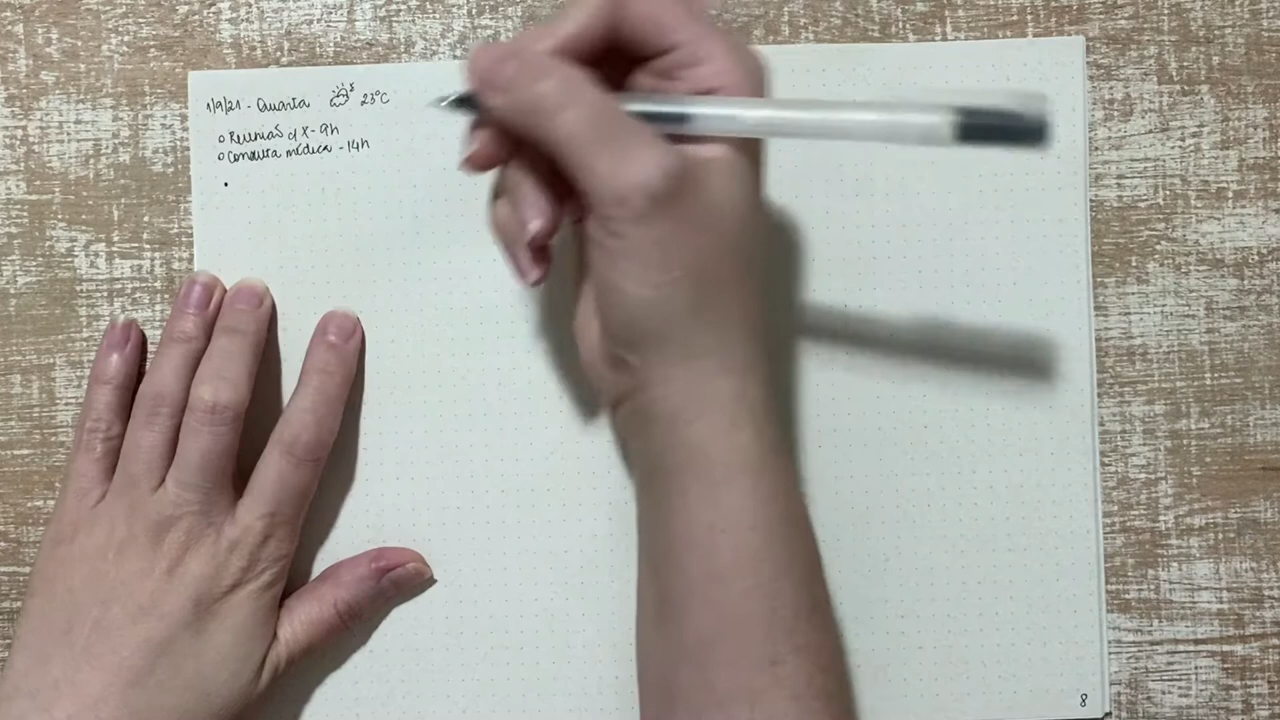 1/9/21 - Quarta 23°C
o Reunião c/ X - 9h
o Consulta médica - 14h
•
8